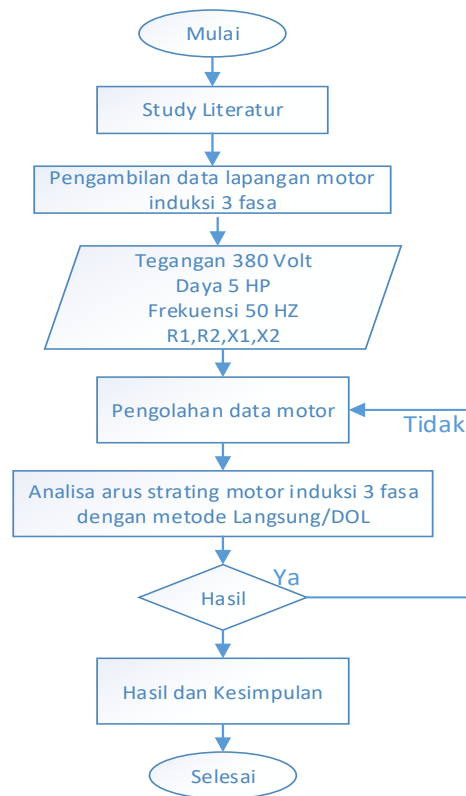 Mulai
Study Literatur
Pengambilan data lapangan motor
induksi 3 fasa
Tegangan 380 Volt
Daya 5 HP
Frekuensi 50 HZ
R1,R2,X1,X2
Pengolahan data motor
Tidak
Analisa arus strating motor induksi 3 fasa
dengan metode Langsung/DOL
Ya
Hasil
Hasil dan Kesimpulan
Selesai